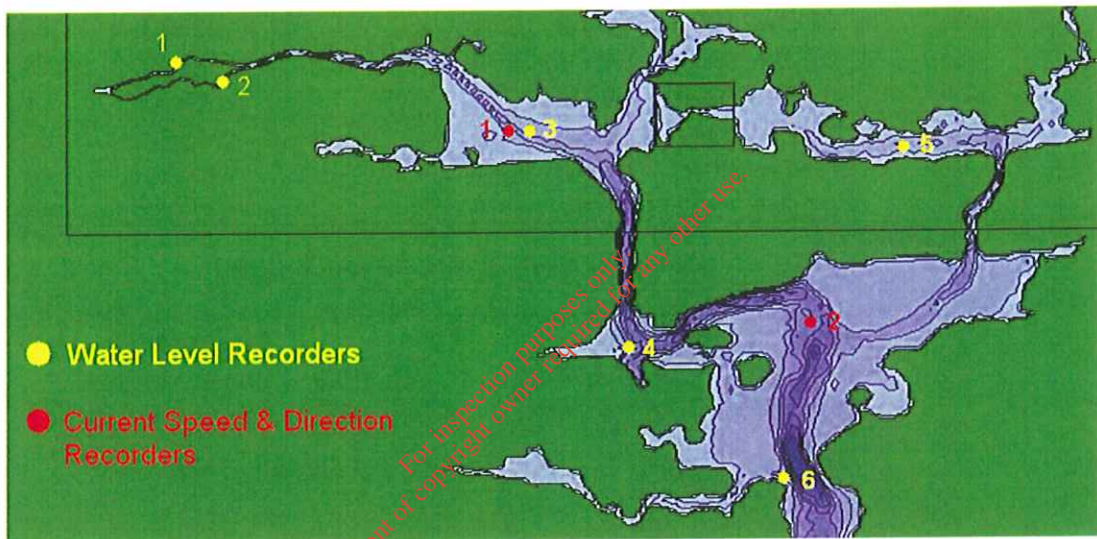 1
2
1
3
5
2
4
6
Water Level Recorders
Current Speed & Direction
Recorders
For inspection purposes only.
of copyright owner required for any other use.